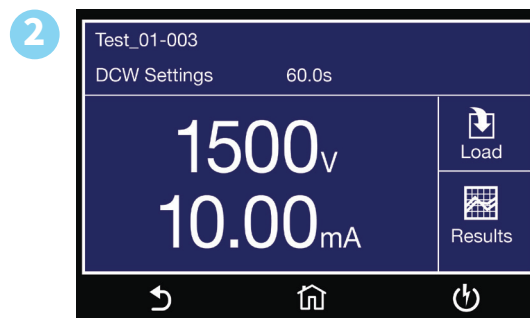 2
Test_01-003
DCW Settings 60.0s
1500V
10.00mA
Load
Results